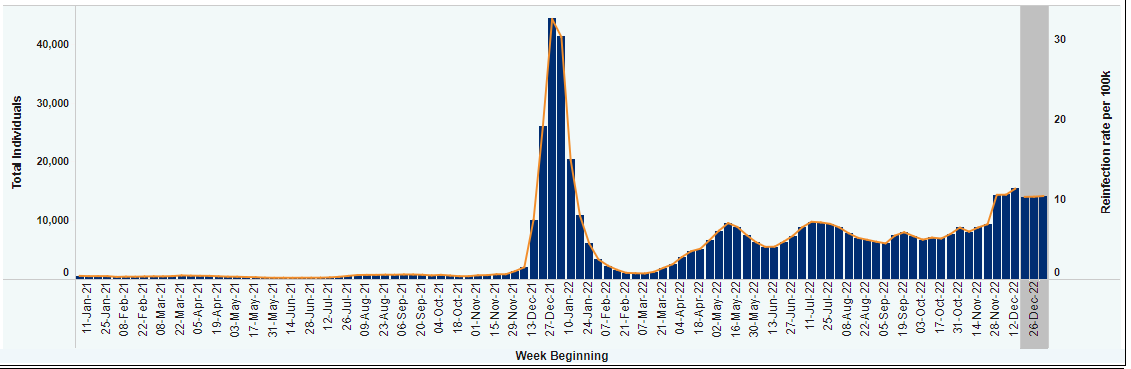 Total Individuals
40,000
30,000
20,000
10,000
0
30
20
10
0
Reinfection rate per 100k
11-Jan-21
25-Jan-21
08-Feb-21
22-Feb-21
08-Mar-21
22-Mar-21
05-Apr-21
19-Apr-21
03-May-21
17-May-21
31-May-21
14-Jun-21
28-Jun-21
12-Jul-21
26-Jul-21
09-Aug-21
23-Aug-21
06-Sep-21
20-Sep-21
04-Oct-21
18-Oct-21
01-Nov-21
15-Nov-21
29-Nov-21
13-Dec-21
27-Dec-21
10-Jan-22
24-Jan-22
07-Feb-22
21-Feb-22
07-Mar-22
21-Mar-22
04-Apr-22
18-Apr-22
02-May-22
16-May-22
30-May-22
13-Jun-22
27-Jun-22
11-Jul-22
25-Jul-22
08-Aug-22
22-Aug-22
05-Sep-22
19-Sep-22
03-Oct-22
17-Oct-22
31-Oct-22
14-Nov-22
28-Nov-22
12-Dec-22
26-Dec-22
Week Beginning